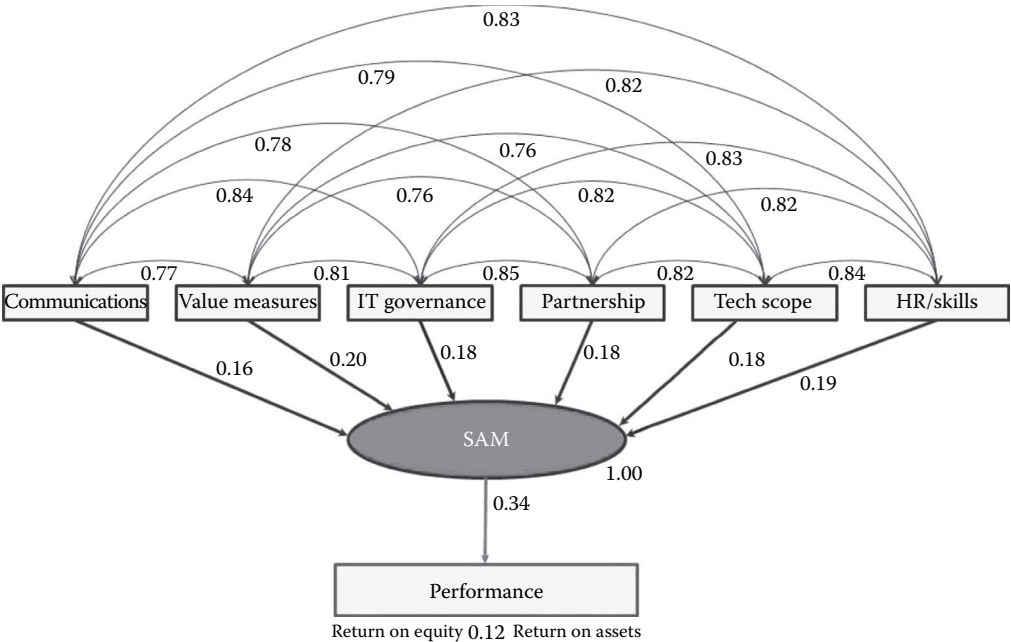 0.83
0.79
0.82
0.78
0.76
0.83
0.84
0.76
0.82
0.82
0.77
0.81
0.85
0.82
0.84
Communications
Value measures
IT governance
Partnership
Tech scope
HR/skills
0.16
0.20
0.18
0.18
0.18
0.19
SAM
1.00
0.34
Performance
Return on equity 0.12 Return on assets